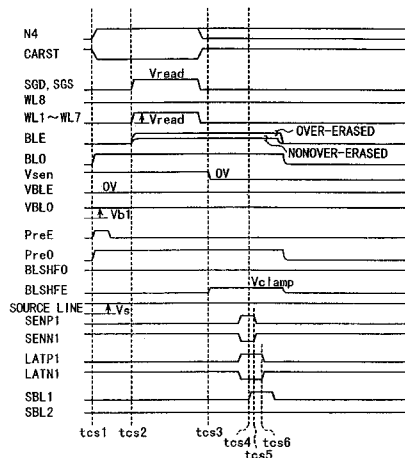 N4
CARST
SGD, SGS
Vread
WL8
WL1~WL7
Vread
OVER-ERASED
BLE
NONOVER-ERASED
BLO
Vsen
0V
VBLE
0V
VBLO
Vb1
PreE
PreO
BLSHFO
BLSHFE
Vclamp
SOURCE LINE
Vs
SENP1
SENN1
LATP1
LATN1
SBL1
SBL2
tcs1
tcs2
tcs3
tcs4
tcs5
tcs6